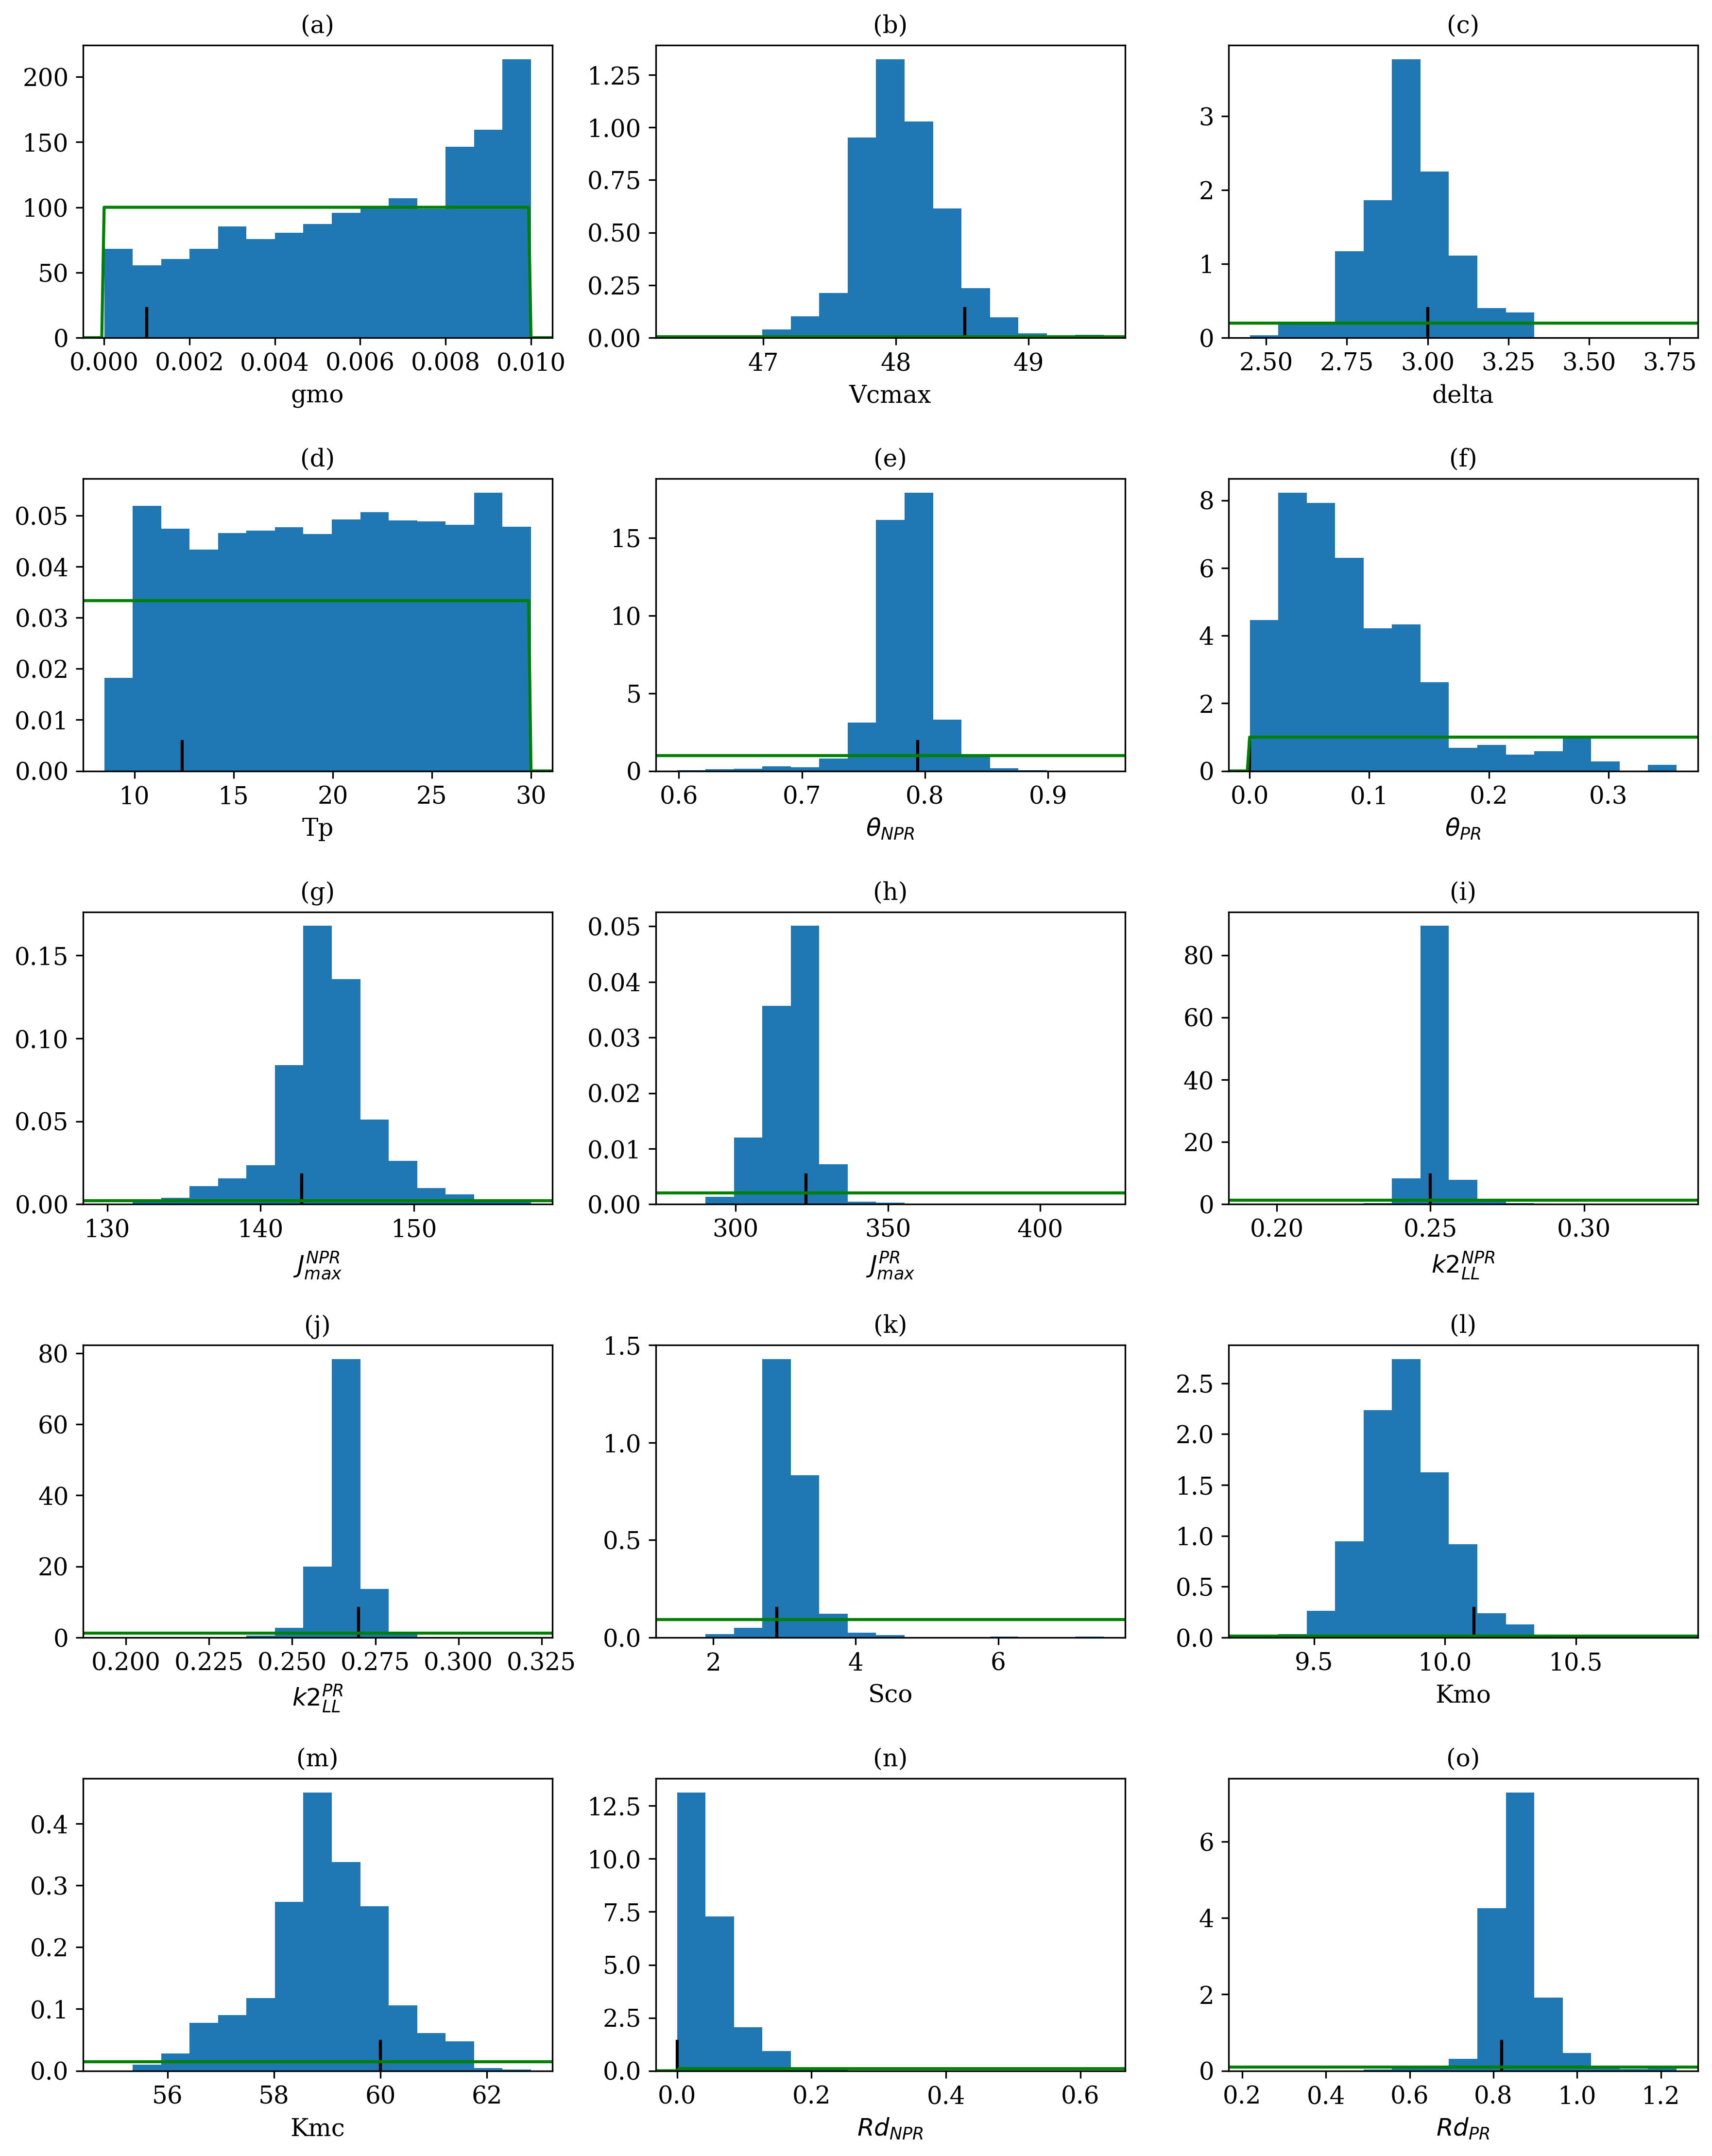 (a) (b) (c)
200 150 100 50 0
0.000 0.002 0.004 0.006 0.008 0.010
gmo
1.25 1.00 0.75 0.50 0.25 0.00
47 48 49
Vcmax
3 2 1 0
2.50 2.75 3.00 3.25 3.50 3.75
delta
(d) (e) (f)
0.05 0.04 0.03 0.02 0.01 0.00
10 15 20 25 30
Tp
15 10 5 0
0.6 0.7 0.8 0.9
θ_NPR
8 6 4 2 0
0.0 0.1 0.2 0.3
θ_PR
(g) (h) (i)
0.15 0.10 0.05 0.00
130 140 150
J_max^NPR
0.05 0.04 0.03 0.02 0.01 0.00
300 350 400
J_max^PR
80 60 40 20 0
0.20 0.25 0.30
k2_LL^NPR
(j) (k) (l)
80 60 40 20 0
0.200 0.225 0.250 0.275 0.300 0.325
k2_LL^PR
1.5 1.0 0.5 0.0
2 4 6
Sco
2.5 2.0 1.5 1.0 0.5 0.0
9.5 10.0 10.5
Kmo
(m) (n) (o)
0.4 0.3 0.2 0.1 0.0
56 58 60 62
Kmc
12.5 10.0 7.5 5.0 2.5 0.0
0.0 0.2 0.4 0.6
Rd_NPR
6 4 2 0
0.2 0.4 0.6 0.8 1.0 1.2
Rd_PR